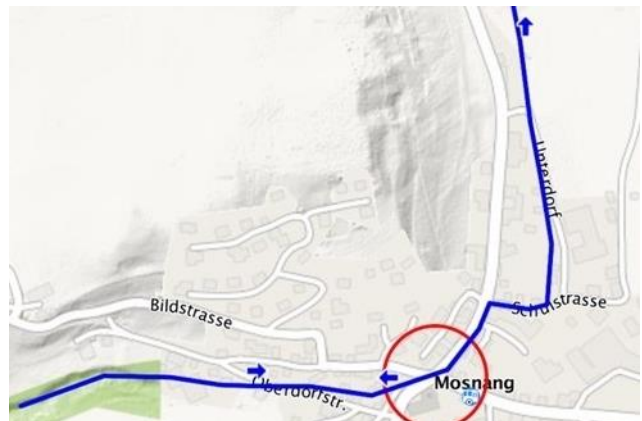 Unterdorf
Bildstrasse
Schulstrasse
Oberdorfstr.
Mosnang